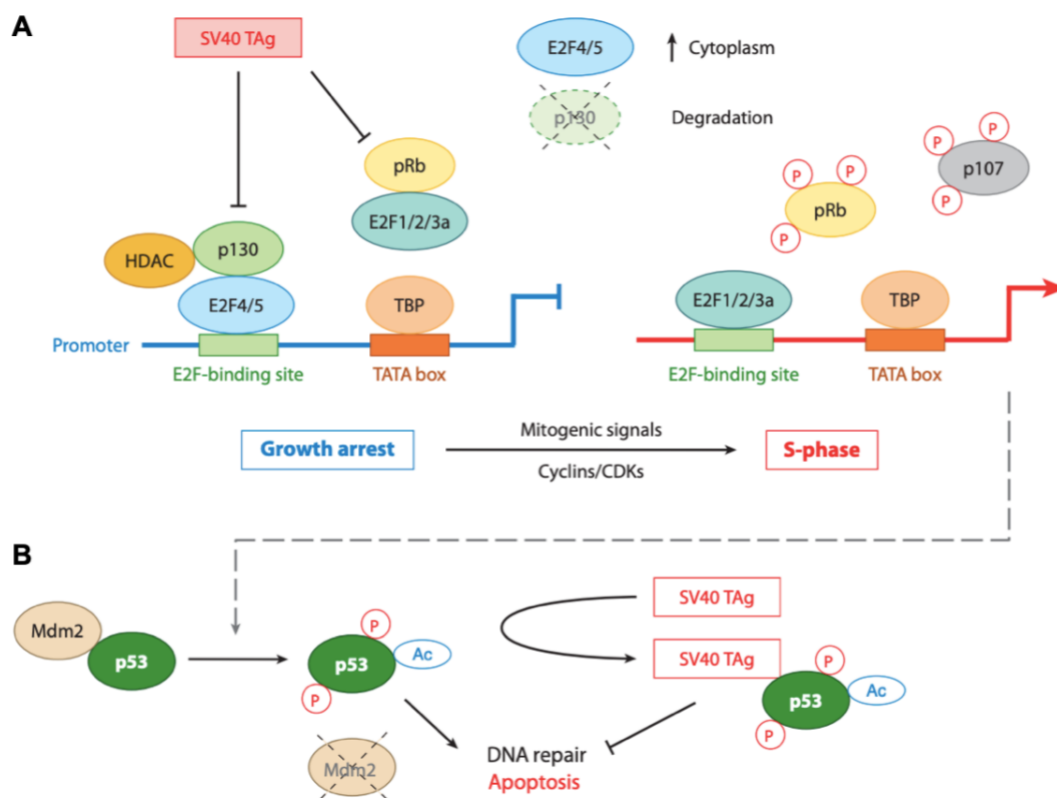 A
SV40 TAg
E2F4/5
Cytoplasm
p130
Degradation
pRb
E2F1/2/3a
P
P
P
pRb
P
P
P
p107
HDAC
p130
E2F4/5
TBP
Promoter
E2F-binding site
TATA box
E2F1/2/3a
TBP
E2F-binding site
TATA box
Growth arrest
Mitogenic signals
Cyclins/CDKs
S-phase
B
Mdm2
p53
P
p53
Ac
P
Mdm2
SV40 TAg
SV40 TAg
P
p53
Ac
P
DNA repair
Apoptosis